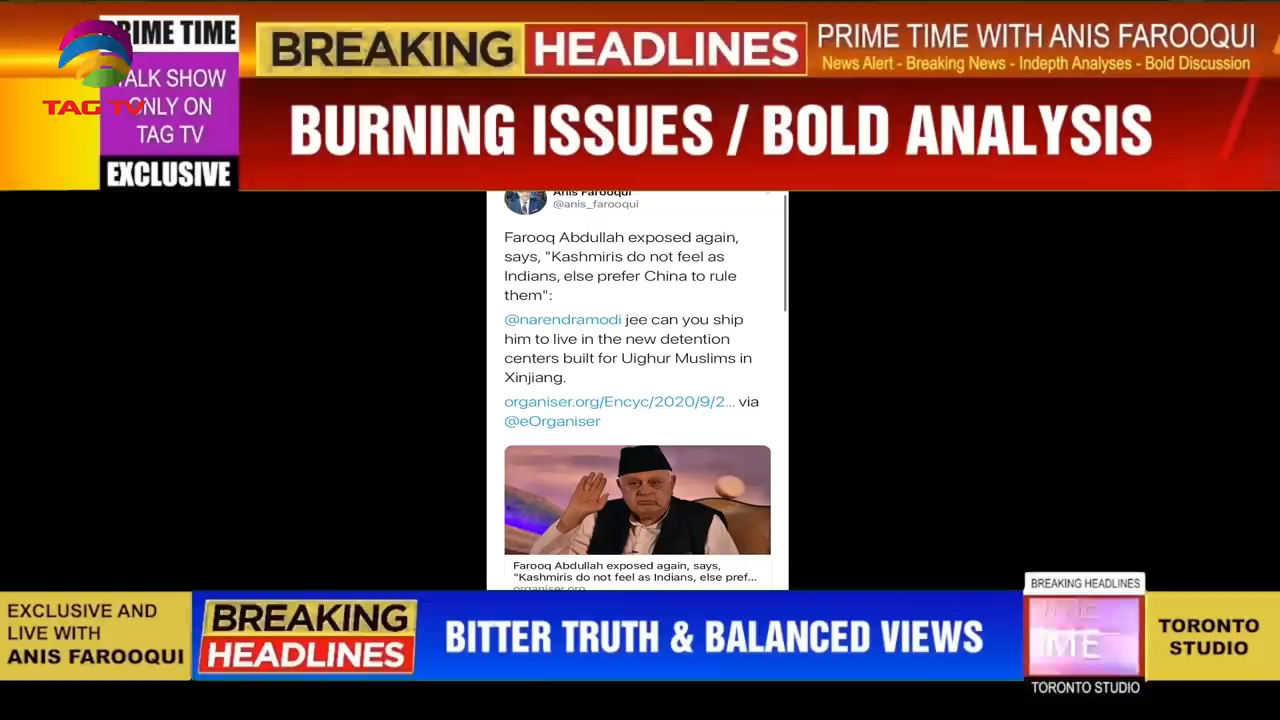 PRIME TIME
TALK SHOW
ONLY ON
TAG TV
EXCLUSIVE
TAG TV
BREAKING HEADLINES
PRIME TIME WITH ANIS FAROOQUI
News Alert - Breaking News - Indepth Analyses - Bold Discussion
BURNING ISSUES / BOLD ANALYSIS
Anis Farooqui
@anis_farooqui
Farooq Abdullah exposed again,
says, "Kashmiris do not feel as
Indians, else prefer China to rule
them":
@narendramodi jee can you ship
him to live in the new detention
centers built for Uighur Muslims in
Xinjiang.
organiser.org/Encyc/2020/9/2... via
@eOrganiser
Farooq Abdullah exposed again, says,
"Kashmiris do not feel as Indians, else pref...
organiser.org
EXCLUSIVE AND
LIVE WITH
ANIS FAROOQUI
BREAKING
HEADLINES
BITTER TRUTH & BALANCED VIEWS
BREAKING HEADLINES
ME
TORONTO STUDIO
TORONTO
STUDIO